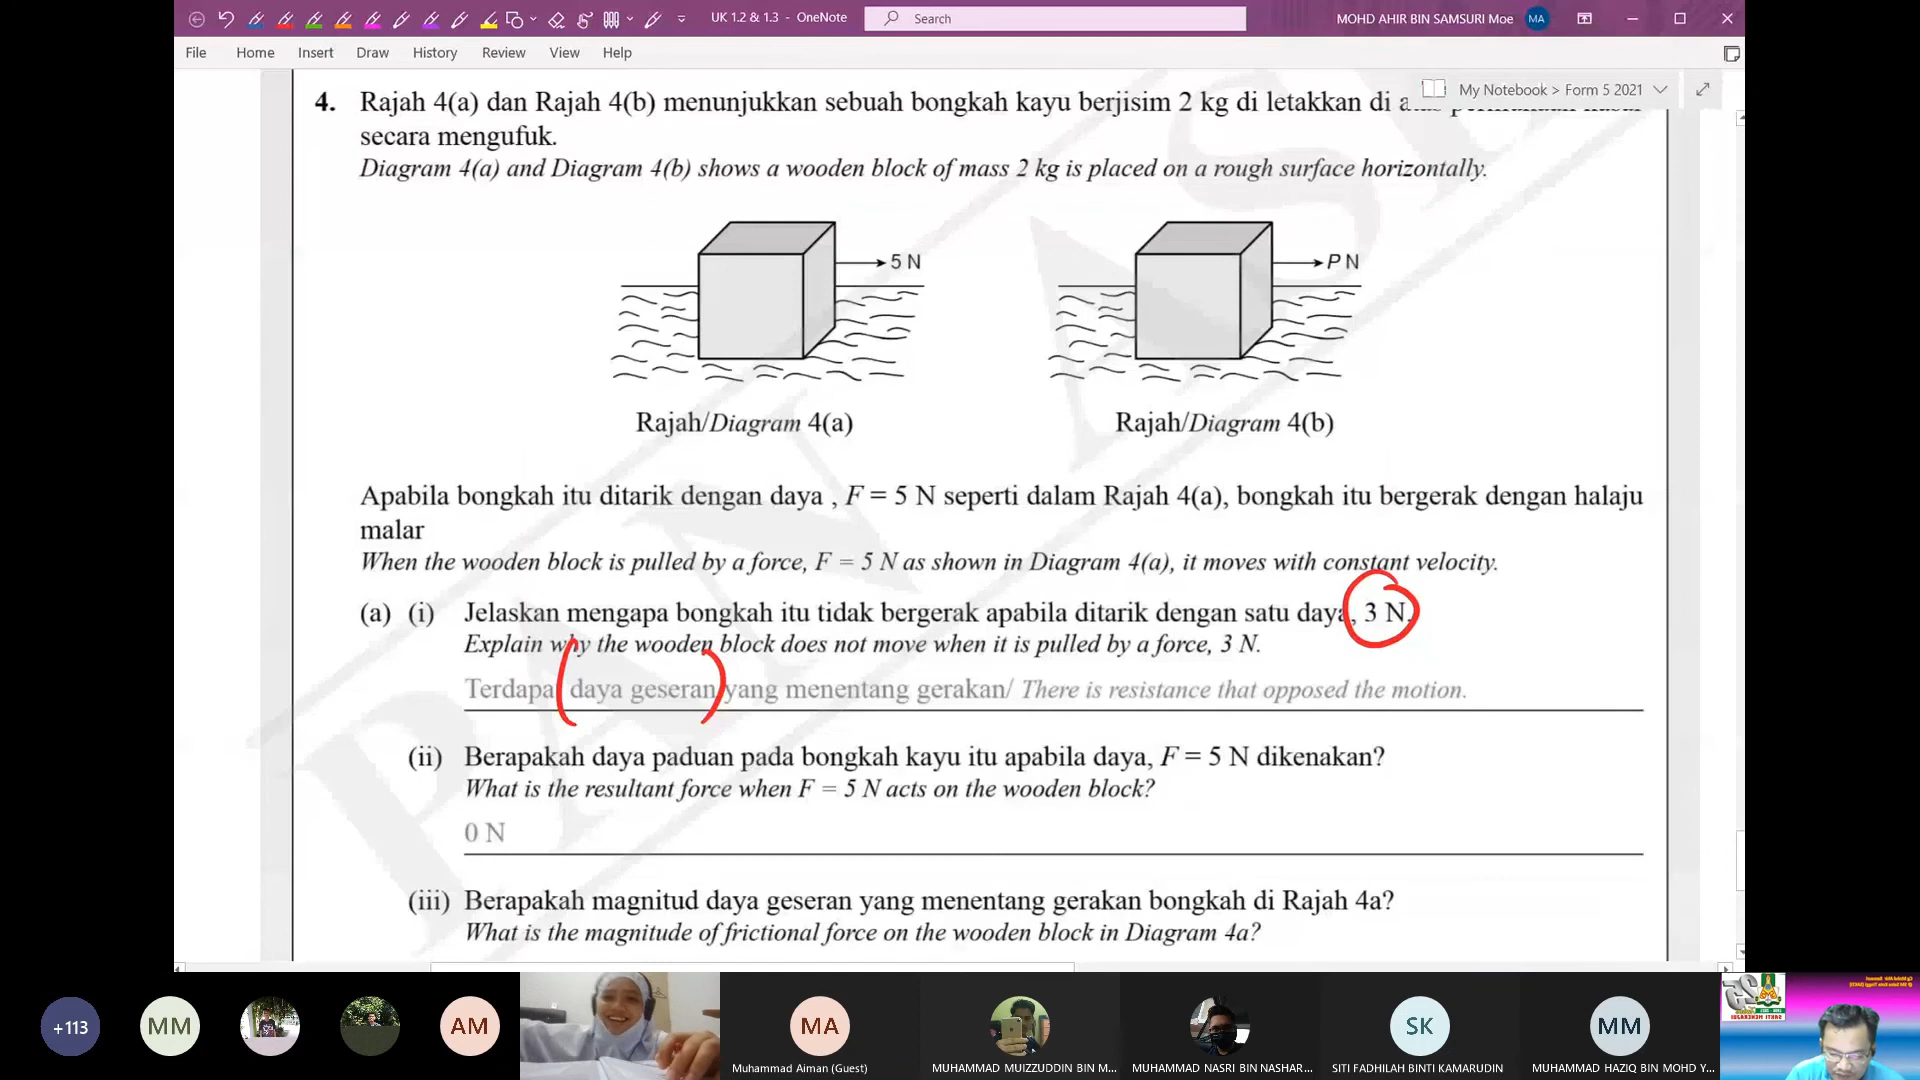 UK 1.2 & 1.3 - OneNote
Search
MOHD AHIR BIN SAMSURI Moe
MA
File Home Insert Draw History Review View Help
My Notebook > Form 5 2021
4. Rajah 4(a) dan Rajah 4(b) menunjukkan sebuah bongkah kayu berjisim 2 kg di letakkan di
secara mengufuk.
Diagram 4(a) and Diagram 4(b) shows a wooden block of mass 2 kg is placed on a rough surface horizontally.
5 N
P N
Rajah/Diagram 4(a)
Rajah/Diagram 4(b)
Apabila bongkah itu ditarik dengan daya , F = 5 N seperti dalam Rajah 4(a), bongkah itu bergerak dengan halaju
malar
When the wooden block is pulled by a force, F = 5 N as shown in Diagram 4(a), it moves with constant velocity.
(a) (i) Jelaskan mengapa bongkah itu tidak bergerak apabila ditarik dengan satu daya, 3 N.
Explain why the wooden block does not move when it is pulled by a force, 3 N.
Terdapa daya geseran yang menentang gerakan/ There is resistance that opposed the motion.
(ii) Berapakah daya paduan pada bongkah kayu itu apabila daya, F = 5 N dikenakan?
What is the resultant force when F = 5 N acts on the wooden block?
0 N
(iii) Berapakah magnitud daya geseran yang menentang gerakan bongkah di Rajah 4a?
What is the magnitude of frictional force on the wooden block in Diagram 4a?
+113
MM
AM
MA
SK
MM
Muhammad Aiman (Guest)
MUHAMMAD MUIZZUDDIN BIN M...
MUHAMMAD NASRI BIN NASHAR...
SITI FADHILAH BINTI KAMARUDIN
MUHAMMAD HAZIQ BIN MOHD Y...